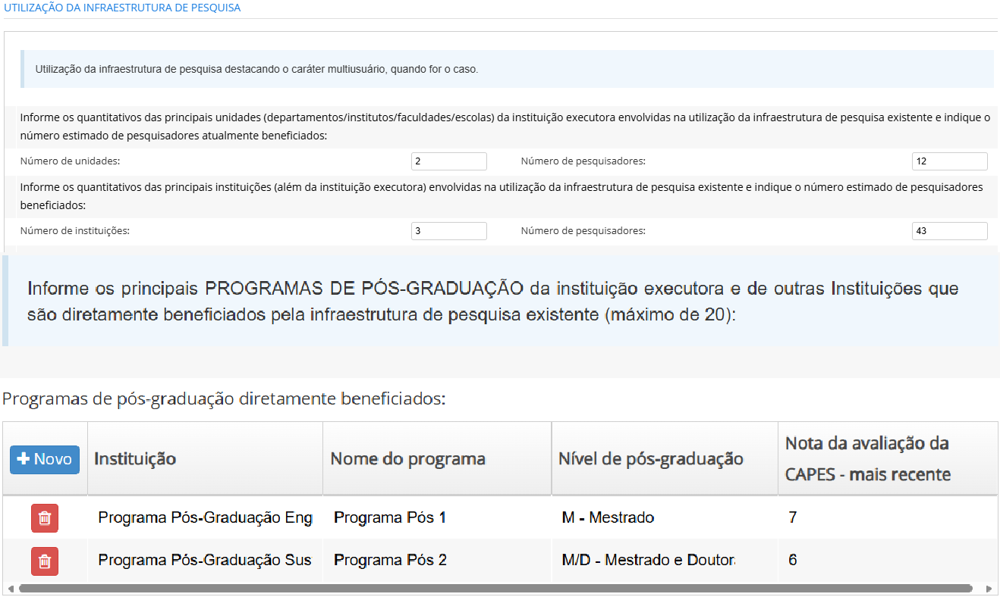 UTILIZAÇÃO DA INFRAESTRUTURA DE PESQUISA
Utilização da infraestrutura de pesquisa destacando o caráter multiusuário, quando for o caso.
Informe os quantitativos das principais unidades (departamentos/institutos/faculdades/escolas) da instituição executora envolvidas na utilização da infraestrutura de pesquisa existente e indique o
número estimado de pesquisadores atualmente beneficiados:
Número de unidades: 2 Número de pesquisadores: 12
Informe os quantitativos das principais instituições (além da instituição executora) envolvidas na utilização da infraestrutura de pesquisa existente e indique o número estimado de pesquisadores
beneficiados:
Número de instituições: 3 Número de pesquisadores: 43
Informe os principais PROGRAMAS DE PÓS-GRADUAÇÃO da instituição executora e de outras Instituições que
são diretamente beneficiados pela infraestrutura de pesquisa existente (máximo de 20):
Programas de pós-graduação diretamente beneficiados:
Novo Instituição Nome do programa Nível de pós-graduação Nota da avaliação da
CAPES - mais recente
Programa Pós-Graduação Eng Programa Pós 1 M - Mestrado 7
Programa Pós-Graduação Sus Programa Pós 2 M/D - Mestrado e Doutor 6